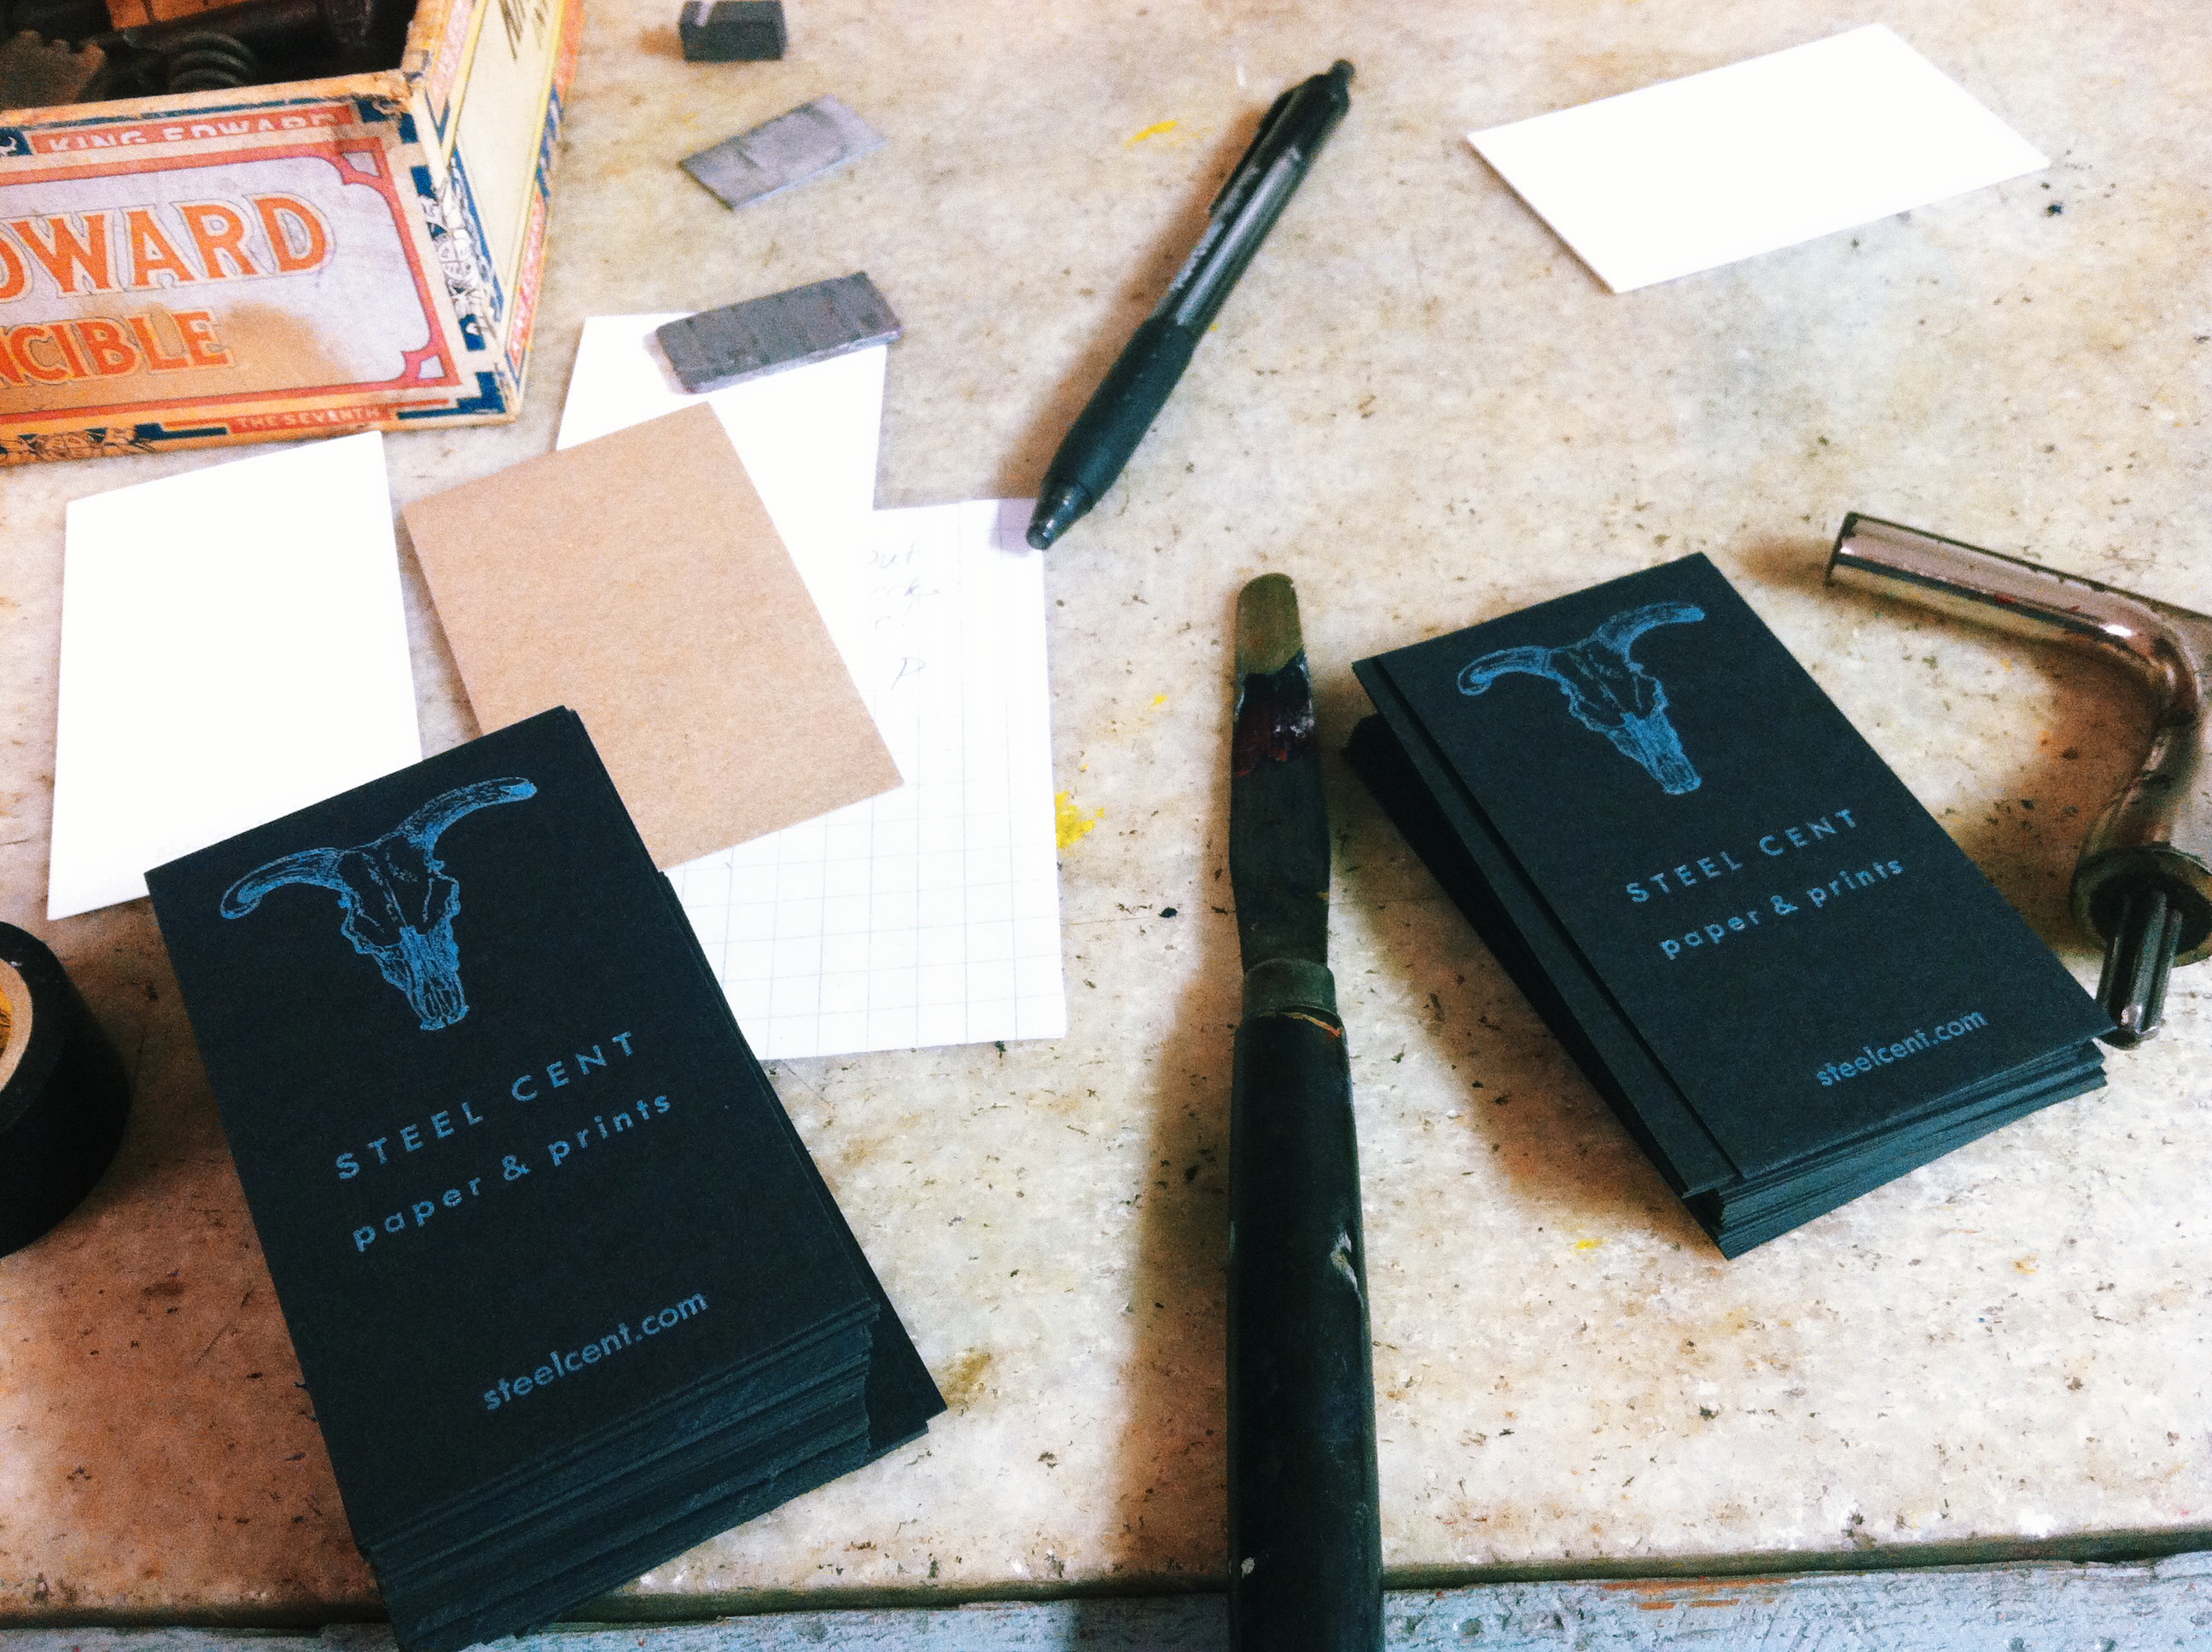 KING EDWARD
DWARD
NCIBLE
THE SEVENTH
STEEL CENT
paper & prints
steelcent.com
STEEL CENT
paper & prints
steelcent.com